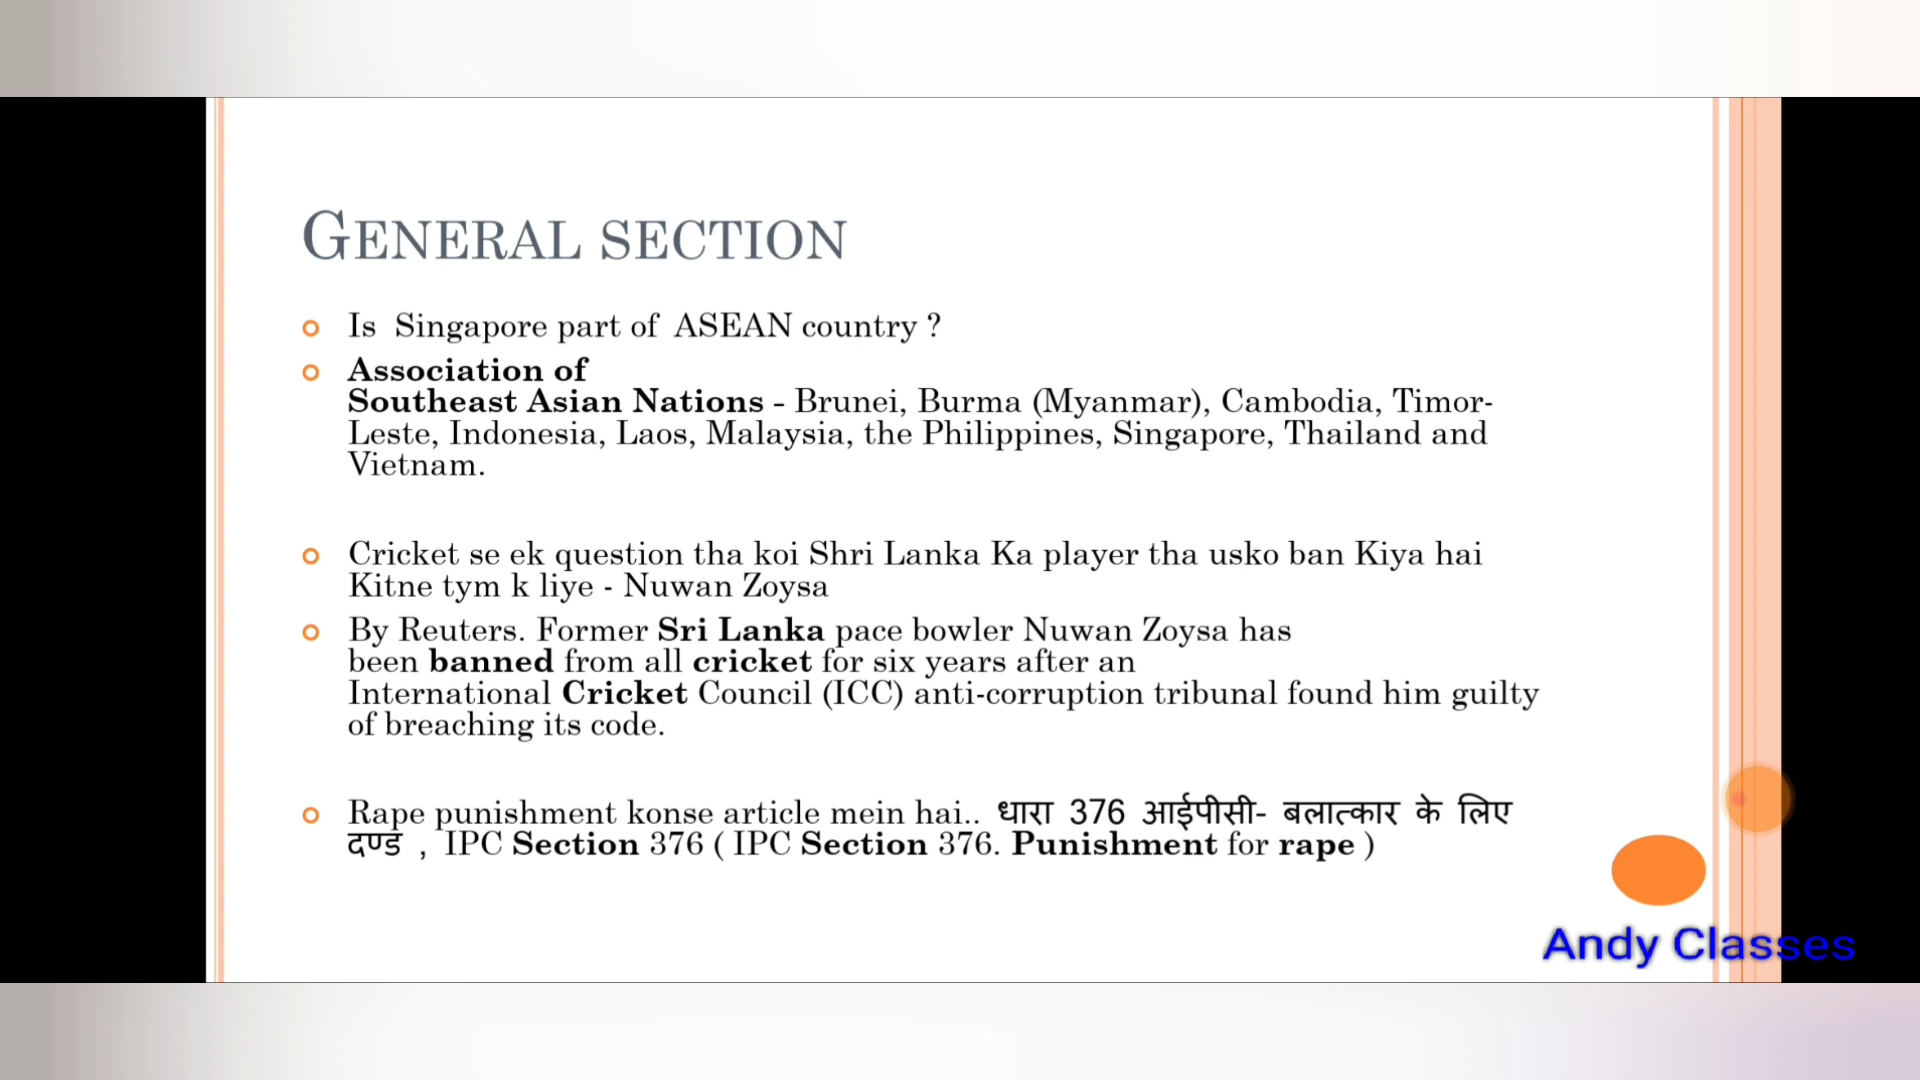 GENERAL SECTION
Is Singapore part of ASEAN country ?
Association of
Southeast Asian Nations - Brunei, Burma (Myanmar), Cambodia, Timor-
Leste, Indonesia, Laos, Malaysia, the Philippines, Singapore, Thailand and
Vietnam.
Cricket se ek question tha koi Shri Lanka Ka player tha usko ban Kiya hai
Kitne tym k liye - Nuwan Zoysa
By Reuters. Former Sri Lanka pace bowler Nuwan Zoysa has
been banned from all cricket for six years after an
International Cricket Council (ICC) anti-corruption tribunal found him guilty
of breaching its code.
Rape punishment konse article mein hai.. धारा 376 आईपीसी- बलात्कार के लिए
दण्ड , IPC Section 376 ( IPC Section 376. Punishment for rape )
Andy Classes